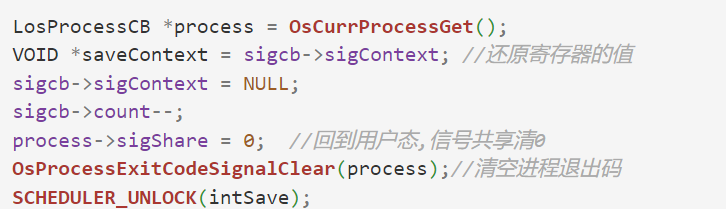 LosProcessCB *process = OsCurrProcessGet();
VOID *saveContext = sigcb->sigContext; //还原寄存器的值
sigcb->sigContext = NULL;
sigcb->count--;
process->sigShare = 0;  //回到用户态,信号共享清0
OsProcessExitCodeSignalClear(process);//清空进程退出码
SCHEDULER_UNLOCK(intSave);